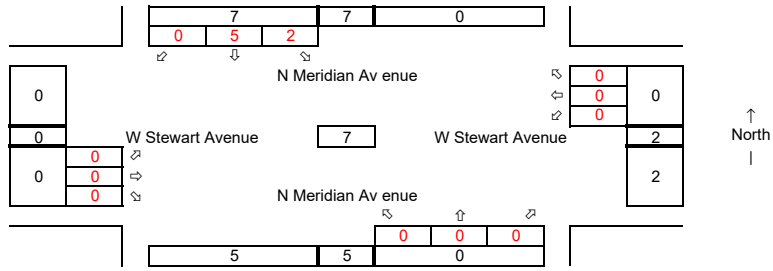 7 7 0
0 5 2
⬃ ⇩ ⬂
N Meridian Av enue
⬁ 0
0 ⇦ 0 0
⬃ 0
0 W Stewart Avenue 7 W Stewart Avenue 2
0 ⬀
0 0 ⇨ 2
0 ⬂
↑
North
|
N Meridian Av enue
⬁ ⇧ ⬀
0 0 0
5 5 0